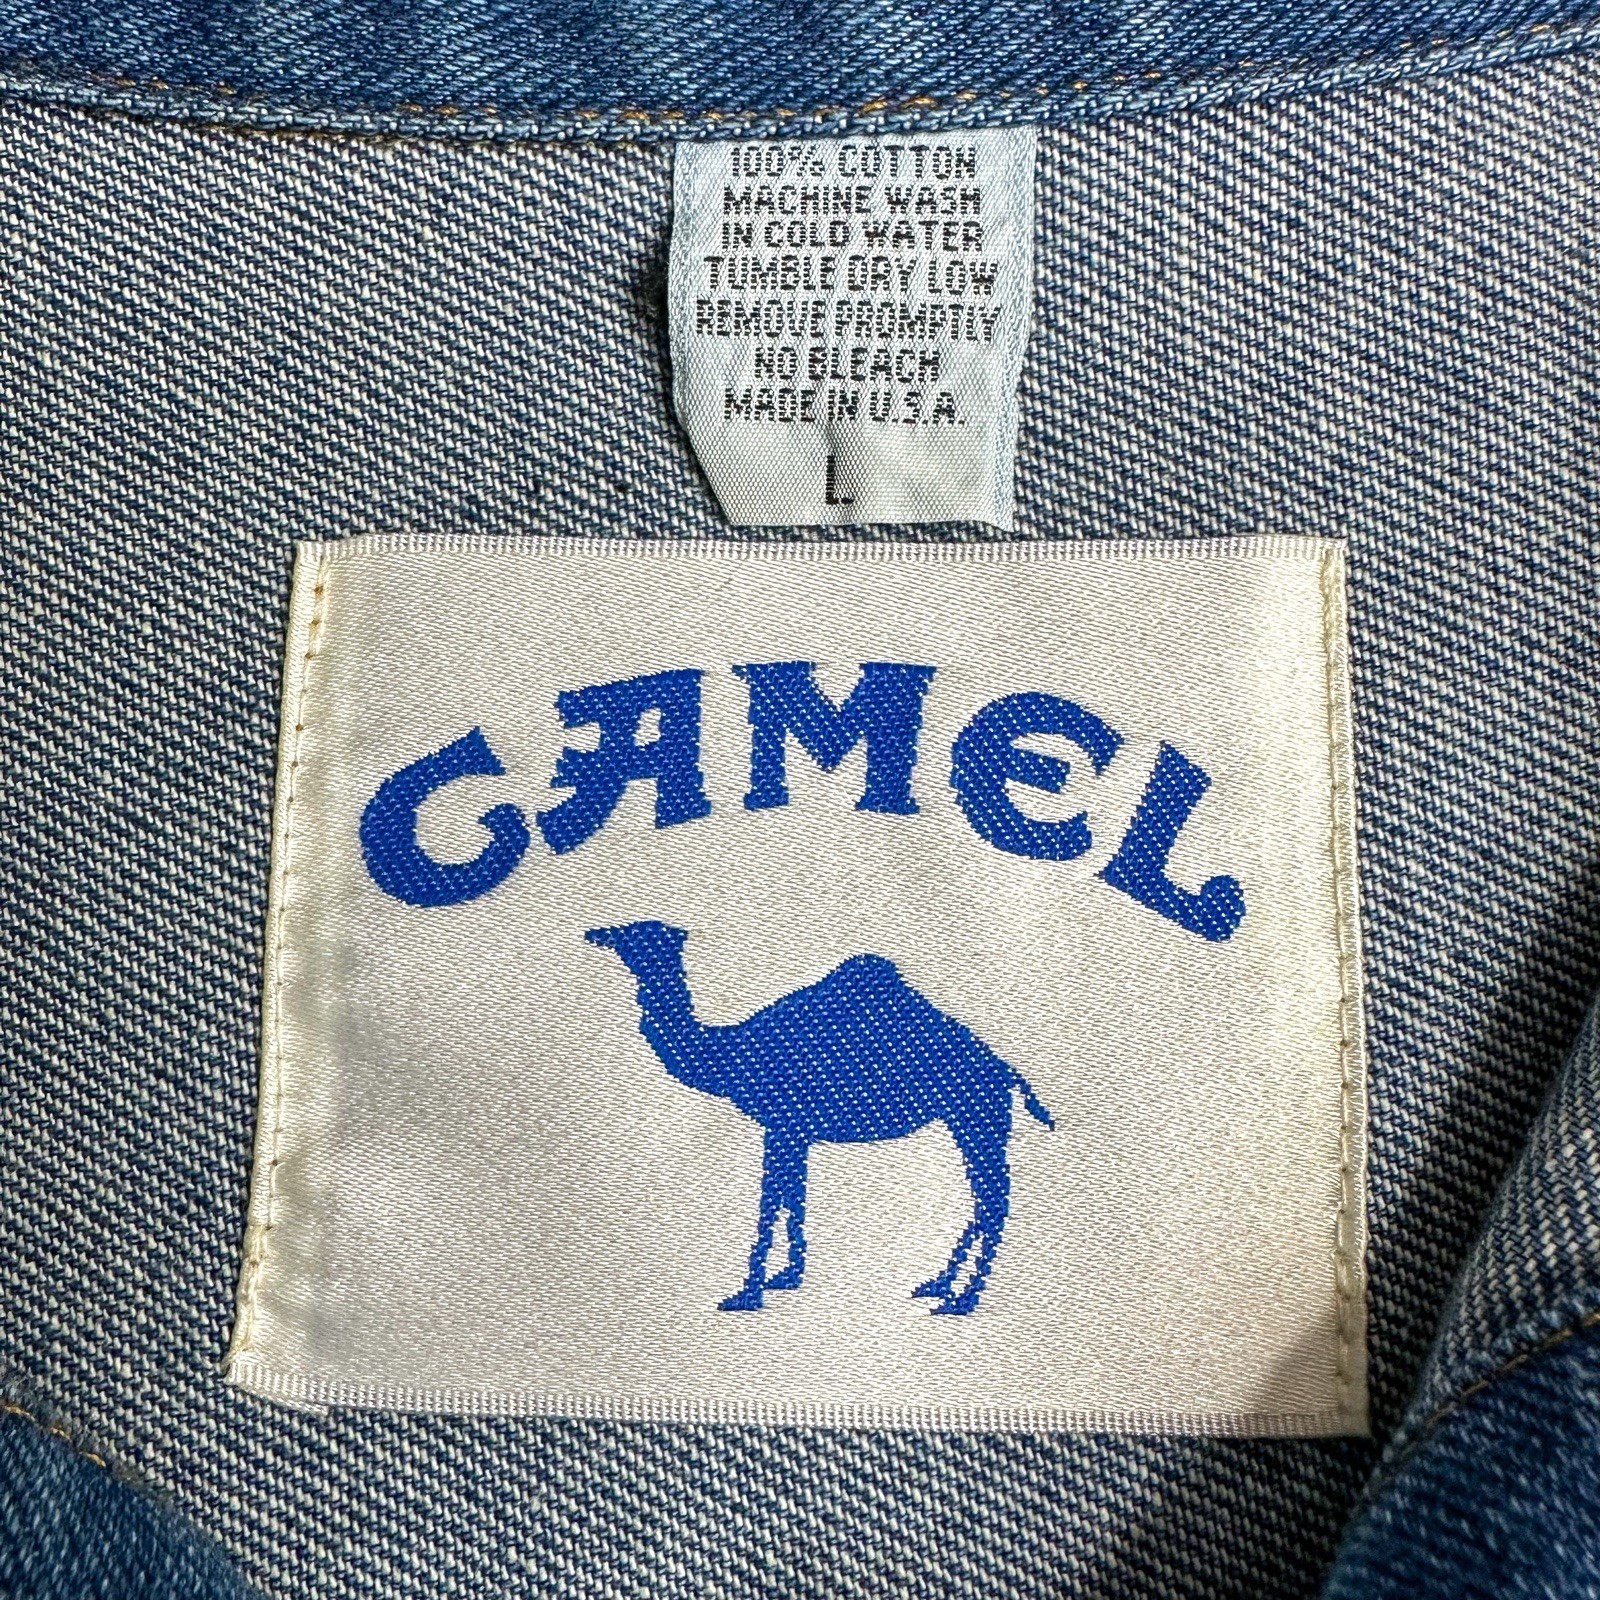 100% COTTON
MACHINE WASH
IN COLD WATER
TUMBLE DRY LOW
REMOVE PROMPTLY
NO BLEACH
MADE IN U.S.A.
L
CAMEL